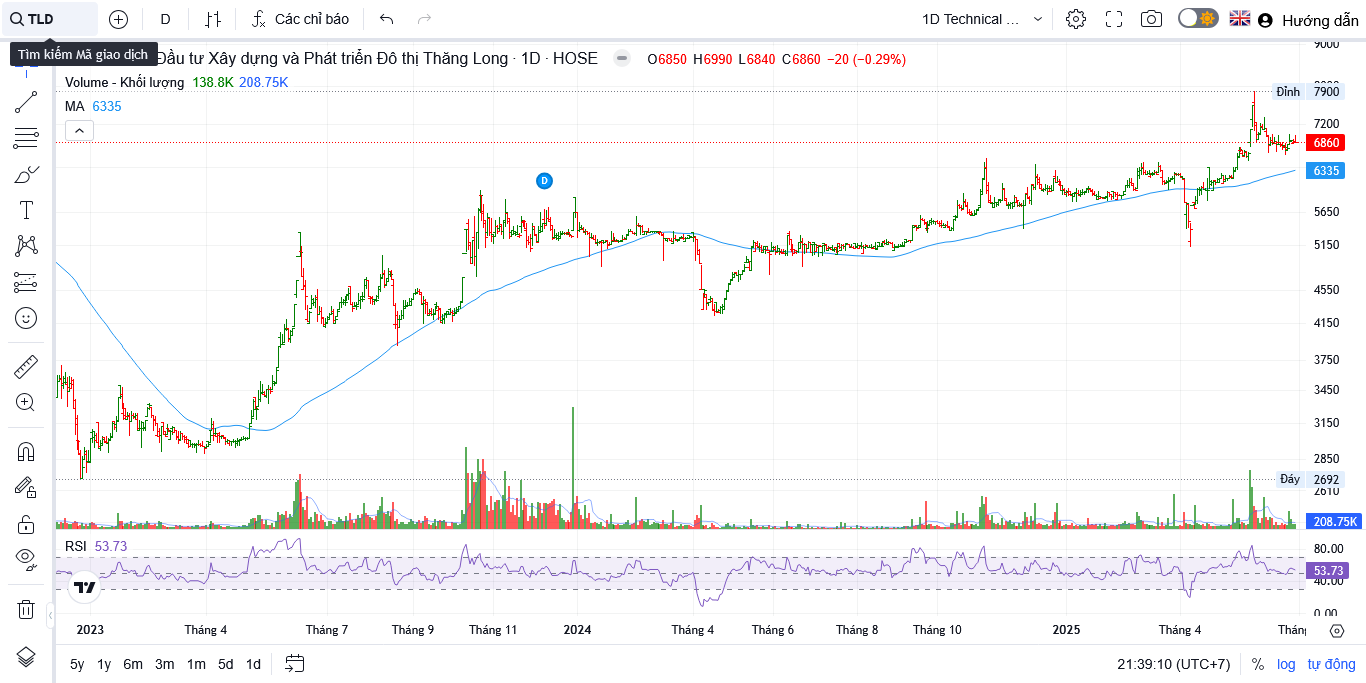 TLD
D
Các chỉ báo
1D Technical ...
Hướng dẫn
Tìm kiếm Mã giao dịch
Đầu tư Xây dựng và Phát triển Đô thị Thăng Long · 1D · HOSE
O6850 H6990 L6840 C6860 −20 (−0.29%)
Volume - Khối lượng 138.8K 208.75K
MA 6335
D
9000
Đỉnh 7900
7200
6860
6335
5650
5150
4550
4150
3750
3450
3150
2850
Đáy 2692
2610
208.75K
RSI 53.73
80.00
53.73
40.00
0.00
2023 Tháng 4 Tháng 7 Tháng 9 Tháng 11 2024 Tháng 4 Tháng 6 Tháng 8 Tháng 10 2025 Tháng 4 Thán
5y 1y 6m 3m 1m 5d 1d
21:39:10 (UTC+7) % log tự động